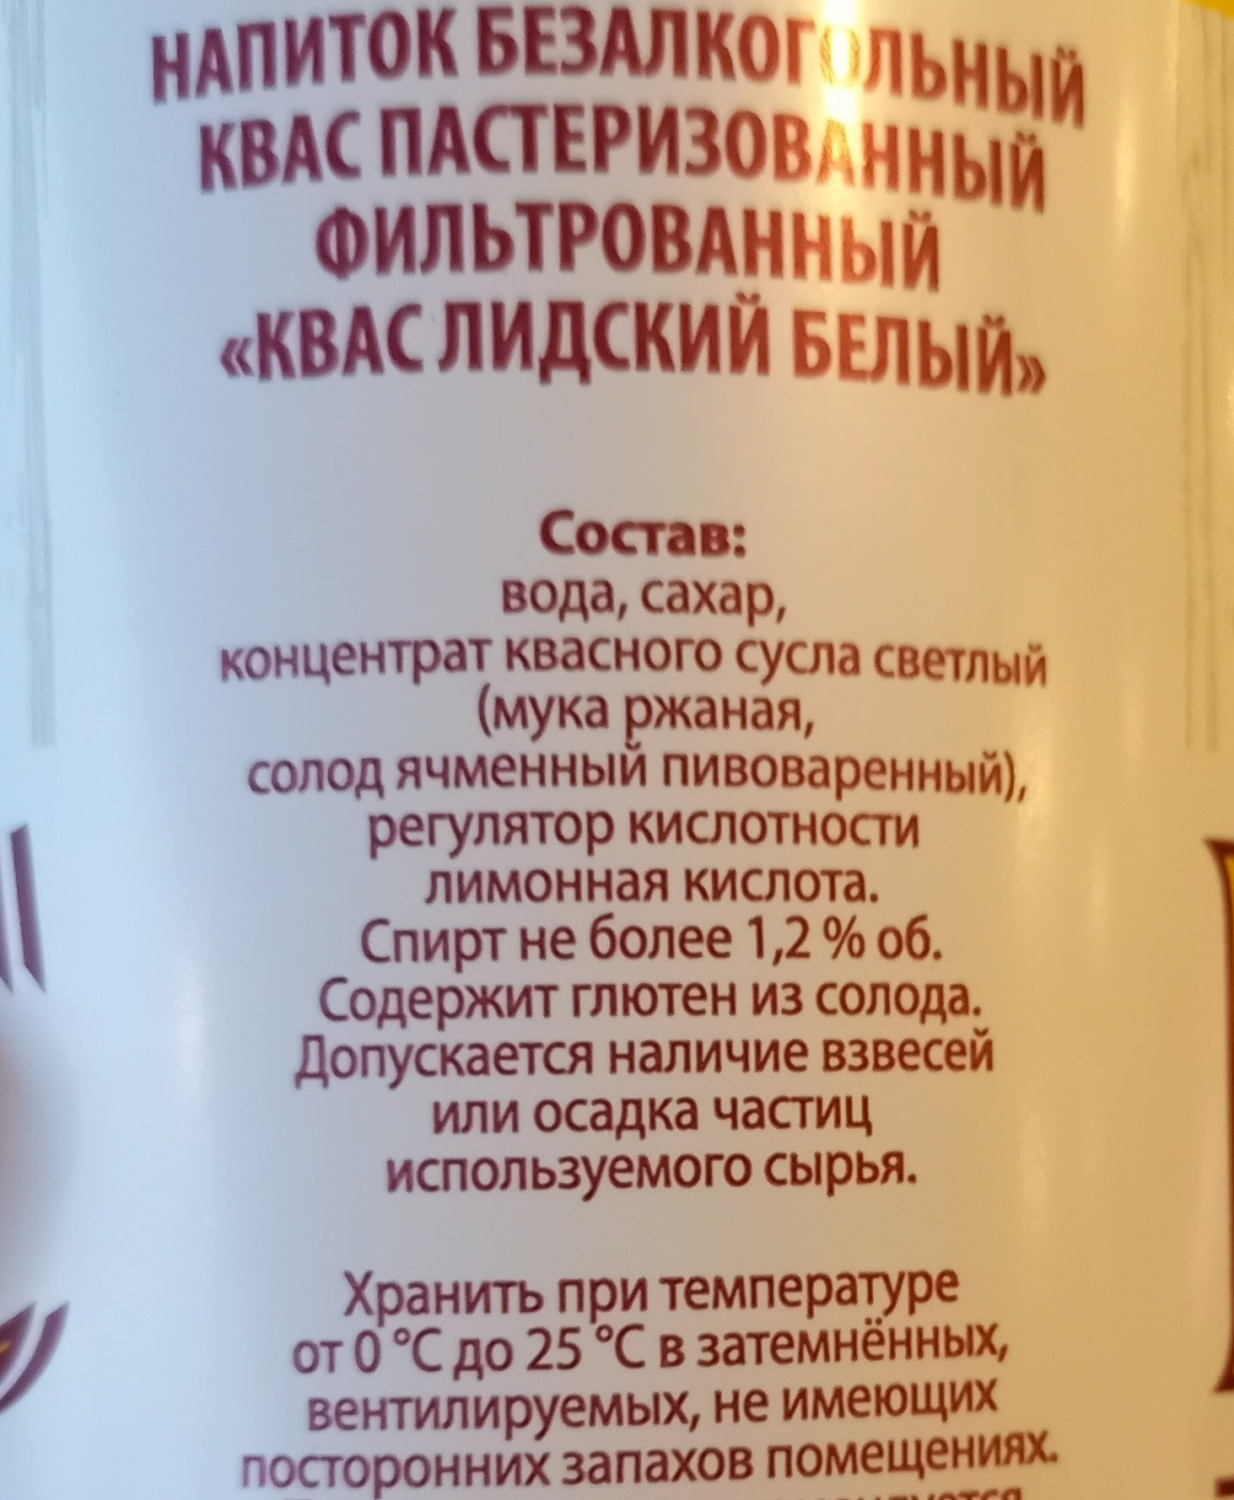 НАПИТОК БЕЗАЛКОГОЛЬНЫЙ
КВАС ПАСТЕРИЗОВАННЫЙ
ФИЛЬТРОВАННЫЙ
«КВАС ЛИДСКИЙ БЕЛЫЙ»
Состав:
вода, сахар,
концентрат квасного сусла светлый
(мука ржаная,
солод ячменный пивоваренный),
регулятор кислотности
лимонная кислота.
Спирт не более 1,2 % об.
Содержит глютен из солода.
Допускается наличие взвесей
или осадка частиц
используемого сырья.
Хранить при температуре
от 0 °С до 25 °С в затемнённых,
вентилируемых, не имеющих
посторонних запахов помещениях.